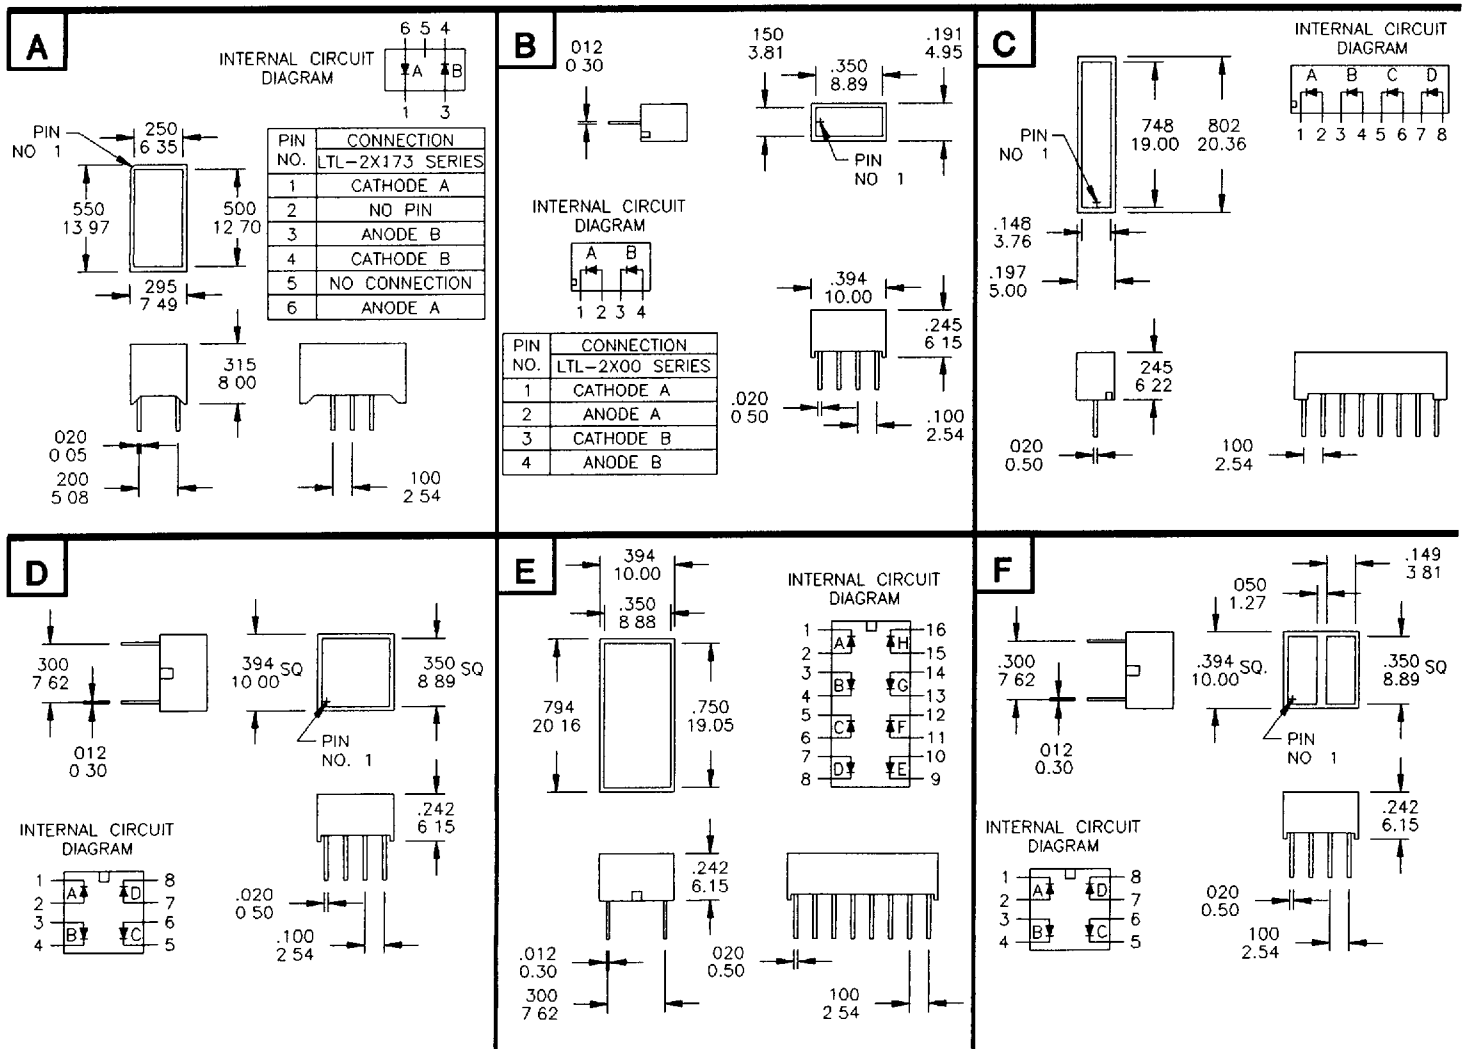 A
INTERNAL CIRCUIT
DIAGRAM
6 5 4
A B
1 3
PIN
NO 1
250
6 35
550
13 97
500
12 70
295
7 49
PIN NO. CONNECTION
LTL-2X173 SERIES
1 CATHODE A
2 NO PIN
3 ANODE B
4 CATHODE B
5 NO CONNECTION
6 ANODE A
315
8 00
020
0 05
200
5 08
100
2 54
B
012
0 30
150
3.81
.350
8.89
.191
4.95
PIN
NO 1
INTERNAL CIRCUIT
DIAGRAM
A B
1 2 3 4
.394
10.00
.245
6 15
PIN NO. CONNECTION
LTL-2X00 SERIES
1 CATHODE A
2 ANODE A
3 CATHODE B
4 ANODE B
.020
0 50
.100
2.54
C
INTERNAL CIRCUIT
DIAGRAM
A B C D
1 2 3 4 5 6 7 8
PIN
NO 1
748
19.00
802
20.36
.148
3.76
.197
5.00
245
6 22
020
0.50
100
2.54
D
.300
7 62
012
0 30
.394 SQ
10 00
.350 SQ
8 89
PIN
NO. 1
INTERNAL CIRCUIT
DIAGRAM
1 A D 8
2 7
3 6
4 B C 5
.242
6 15
.020
0 50
.100
2 54
E
394
10.00
.350
8.88
794
20 16
.750
19.05
INTERNAL CIRCUIT
DIAGRAM
1 A H 16
2 15
3 14
B G
4 13
5 12
C F
6 11
7 10
D E
8 9
.242
6.15
.012
0.30
300
7 62
020
0.50
100
2 54
F
.149
3 81
050
1.27
.300
7 62
012
0.30
.394 SQ.
10.00
.350 SQ
8.89
PIN
NO 1
INTERNAL CIRCUIT
DIAGRAM
1 A D 8
2 7
3 6
4 B C 5
.242
6.15
020
0.50
100
2.54